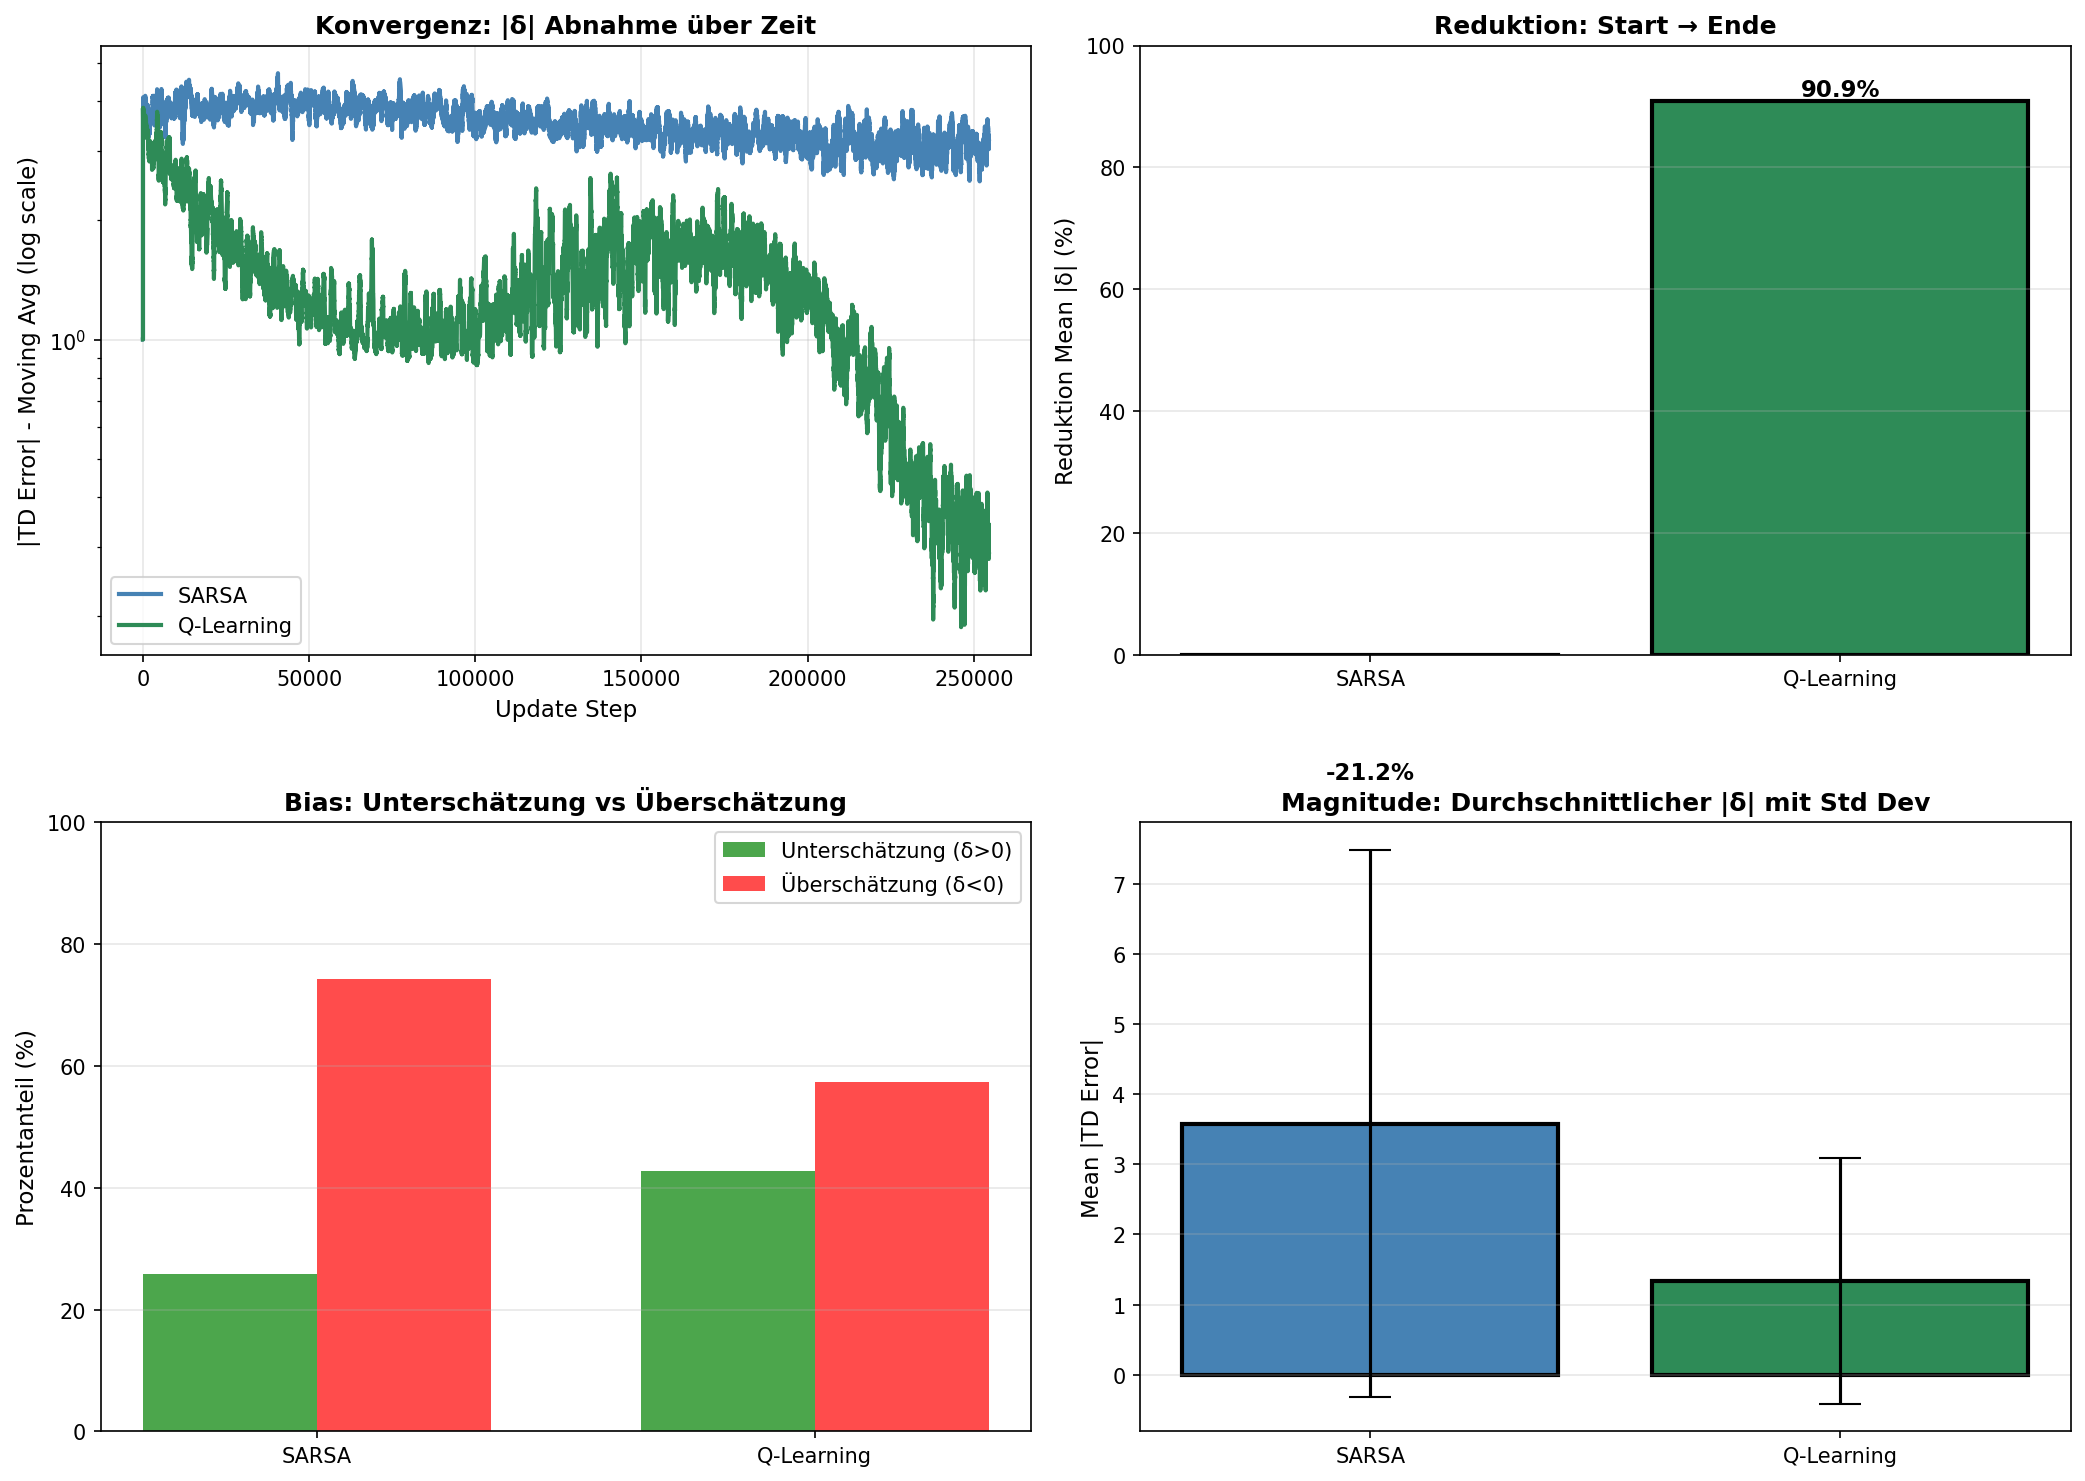 Konvergenz: |δ| Abnahme über Zeit
|TD Error| - Moving Avg (log scale)
10⁰
SARSA
Q-Learning
0
50000
100000
150000
200000
250000
Update Step
Reduktion: Start → Ende
Reduktion Mean |δ| (%)
100
80
60
40
20
0
90.9%
SARSA
Q-Learning
-21.2%
Bias: Unterschätzung vs Überschätzung
Prozentanteil (%)
100
80
60
40
20
0
Unterschätzung (δ>0)
Überschätzung (δ<0)
SARSA
Q-Learning
Magnitude: Durchschnittlicher |δ| mit Std Dev
Mean |TD Error|
7
6
5
4
3
2
1
0
SARSA
Q-Learning